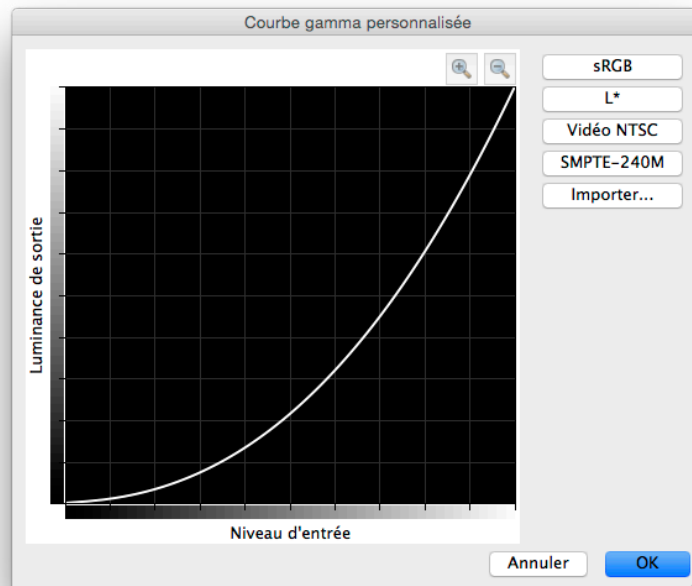 Courbe gamma personnalisée
sRGB
L*
Vidéo NTSC
SMPTE-240M
Importer...
Luminance de sortie
Niveau d'entrée
Annuler
OK